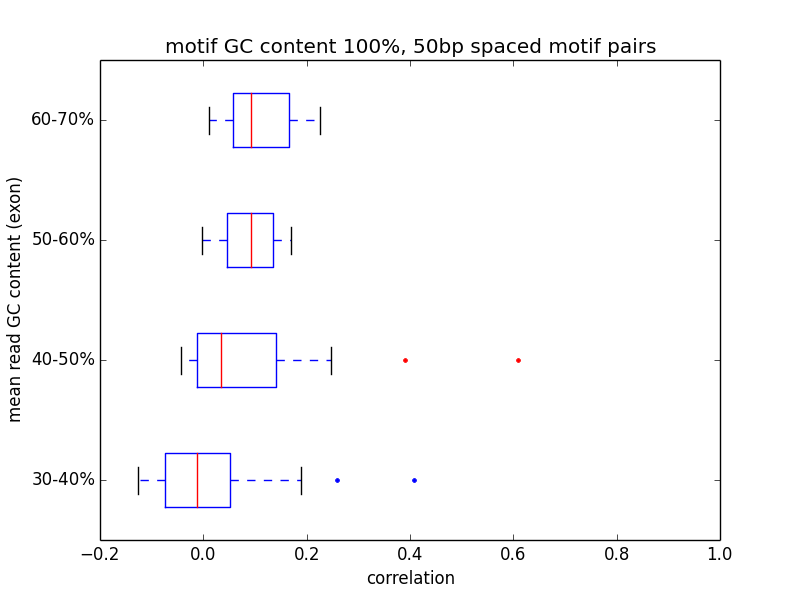 motif GC content 100%, 50bp spaced motif pairs
mean read GC content (exon)
60-70%
50-60%
40-50%
30-40%
−0.2 0.0 0.2 0.4 0.6 0.8 1.0
correlation